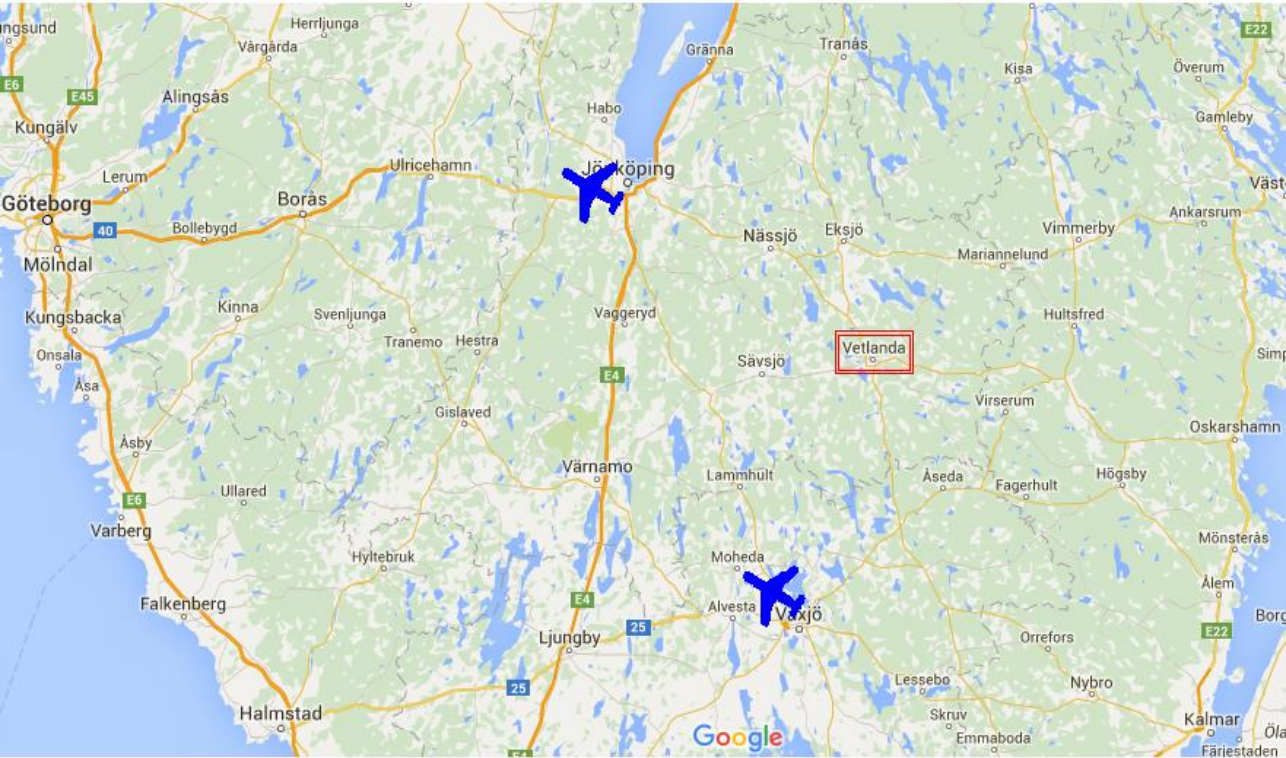 ngsund
Herrljunga
Vårgårda
Gränna
Tranås
E22
Kisa
Överum
E6
E45
Alingsås
Habo
Gamleby
Kungälv
Ulricehamn
Jönköping
Lerum
Väst
Göteborg
Borås
Ankarsrum
40
Bollebygd
Nässjö
Eksjö
Vimmerby
Mariannelund
Mölndal
Kinna
Svenljunga
Vaggeryd
Hultsfred
Kungsbacka
Tranemo
Hestra
Vetlanda
Onsala
Sävsjö
Simp
E4
Åsa
Virserum
Gislaved
Oskarshamn
Åsby
Värnamo
Lammhult
Åseda
Högsby
Fagerhult
Ullared
E6
Varberg
Mönsterås
Hyltebruk
Moheda
Ålem
Falkenberg
E4
Alvesta
Växjö
Borg
25
Ljungby
E22
Orrefors
Lessebo
Nybro
25
Halmstad
Skruv
Kalmar
Google
Emmaboda
Öla
Färjestaden
E4